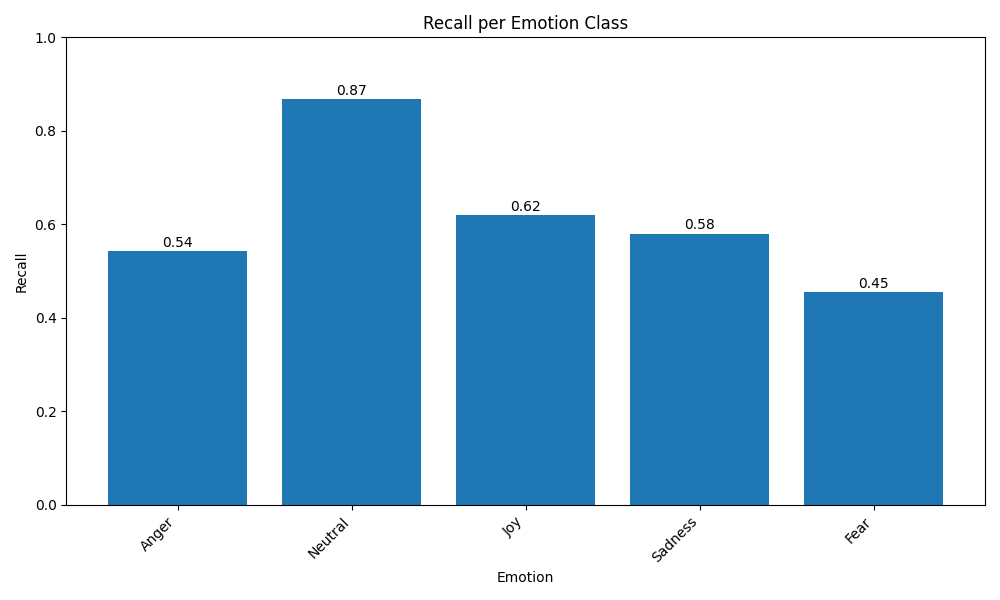 Recall per Emotion Class
1.0
0.8
0.6
0.4
0.2
0.0
Recall
0.54
0.87
0.62
0.58
0.45
Anger
Neutral
Joy
Sadness
Fear
Emotion